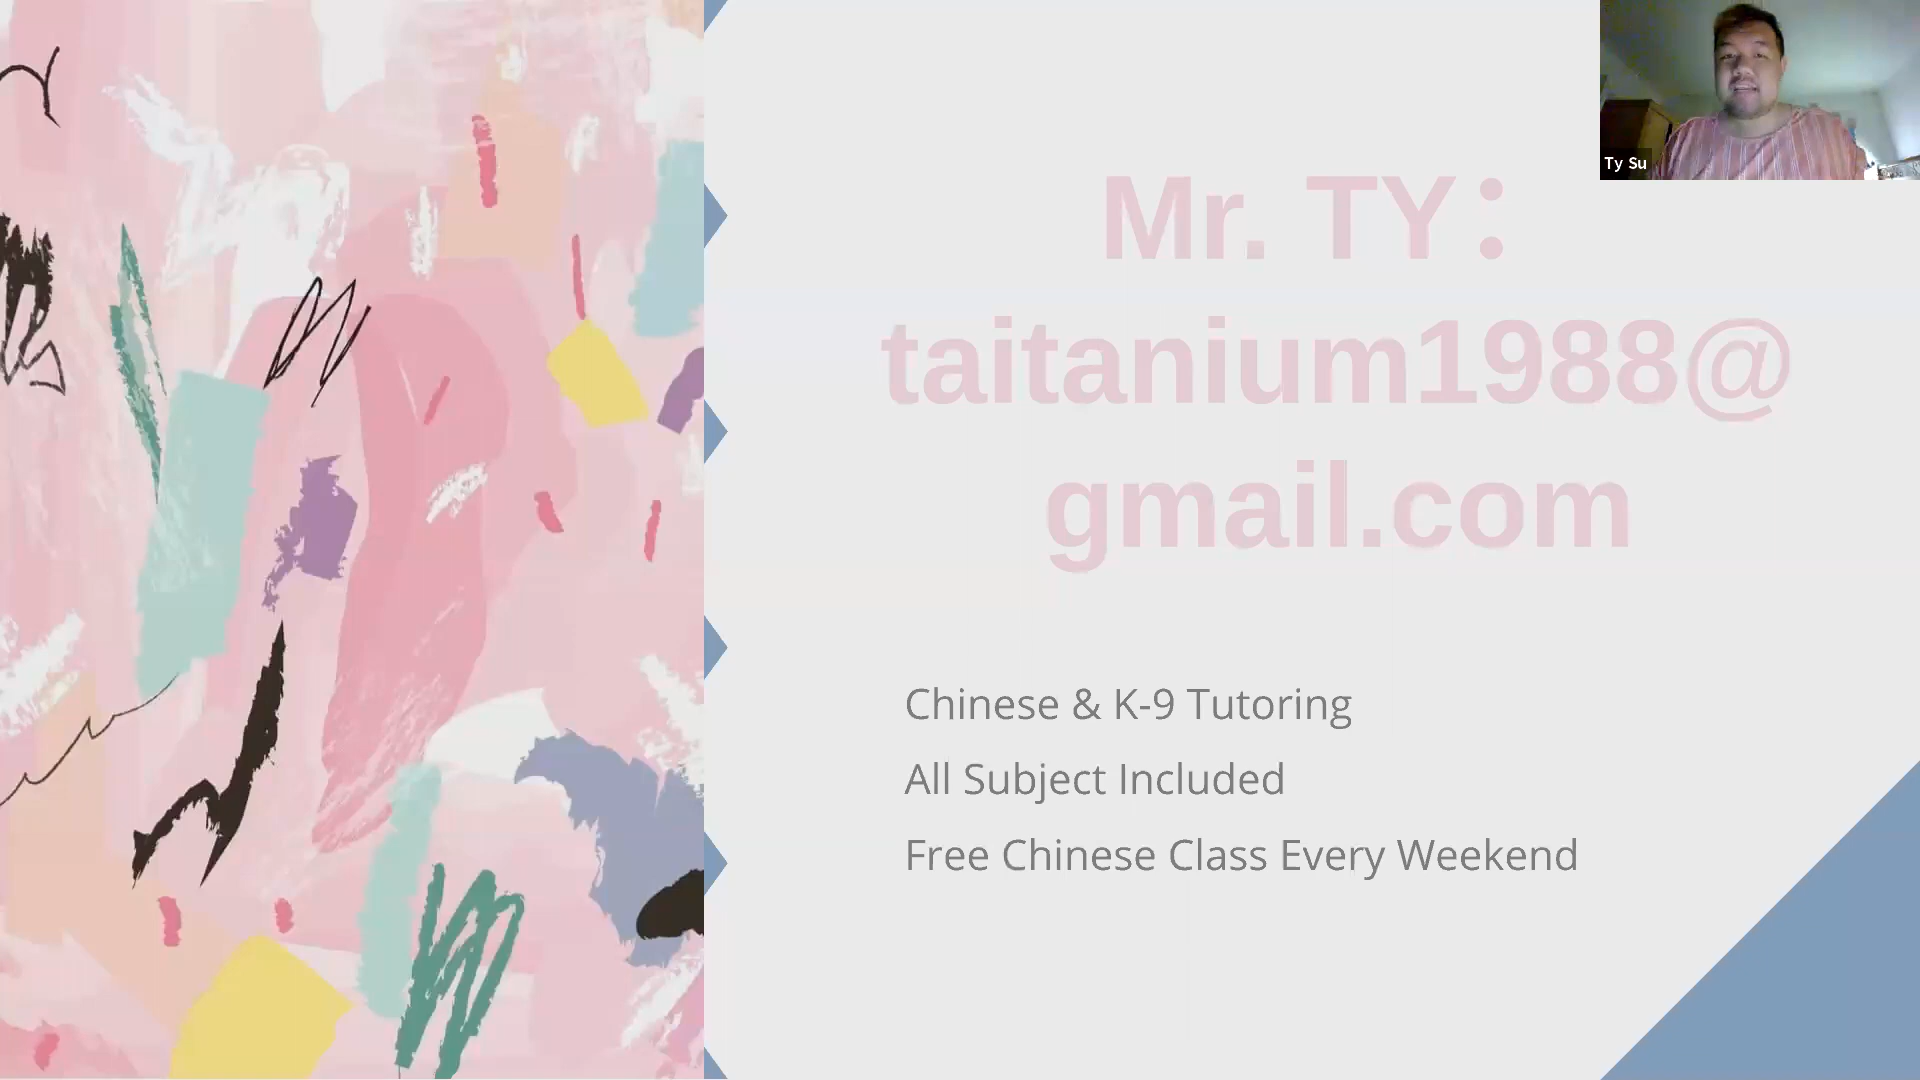 Ty Su
Mr. TY：
taitanium1988@
gmail.com
Chinese & K-9 Tutoring
All Subject Included
Free Chinese Class Every Weekend